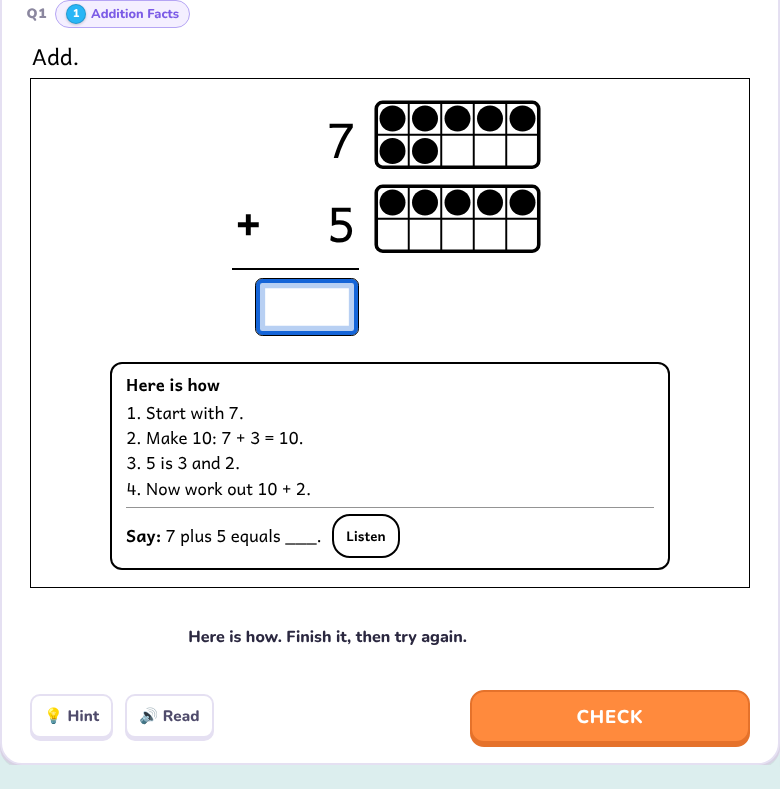 Q1 1 Addition Facts
Add.
7
+ 5
Here is how
1. Start with 7.
2. Make 10: 7 + 3 = 10.
3. 5 is 3 and 2.
4. Now work out 10 + 2.
Say: 7 plus 5 equals ___. Listen
Here is how. Finish it, then try again.
💡 Hint 🔊 Read CHECK